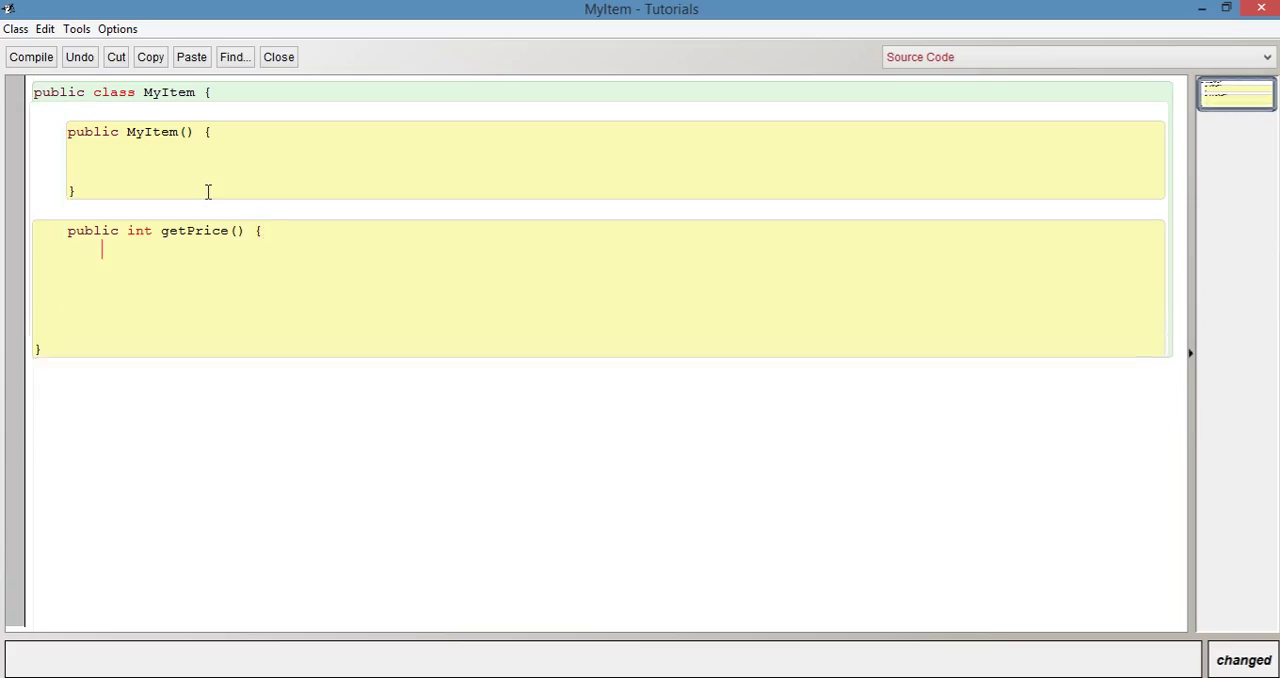 MyItem - Tutorials
Class Edit Tools Options
Compile Undo Cut Copy Paste Find... Close Source Code
public class MyItem {
public MyItem() {
}
public int getPrice() {
}
changed